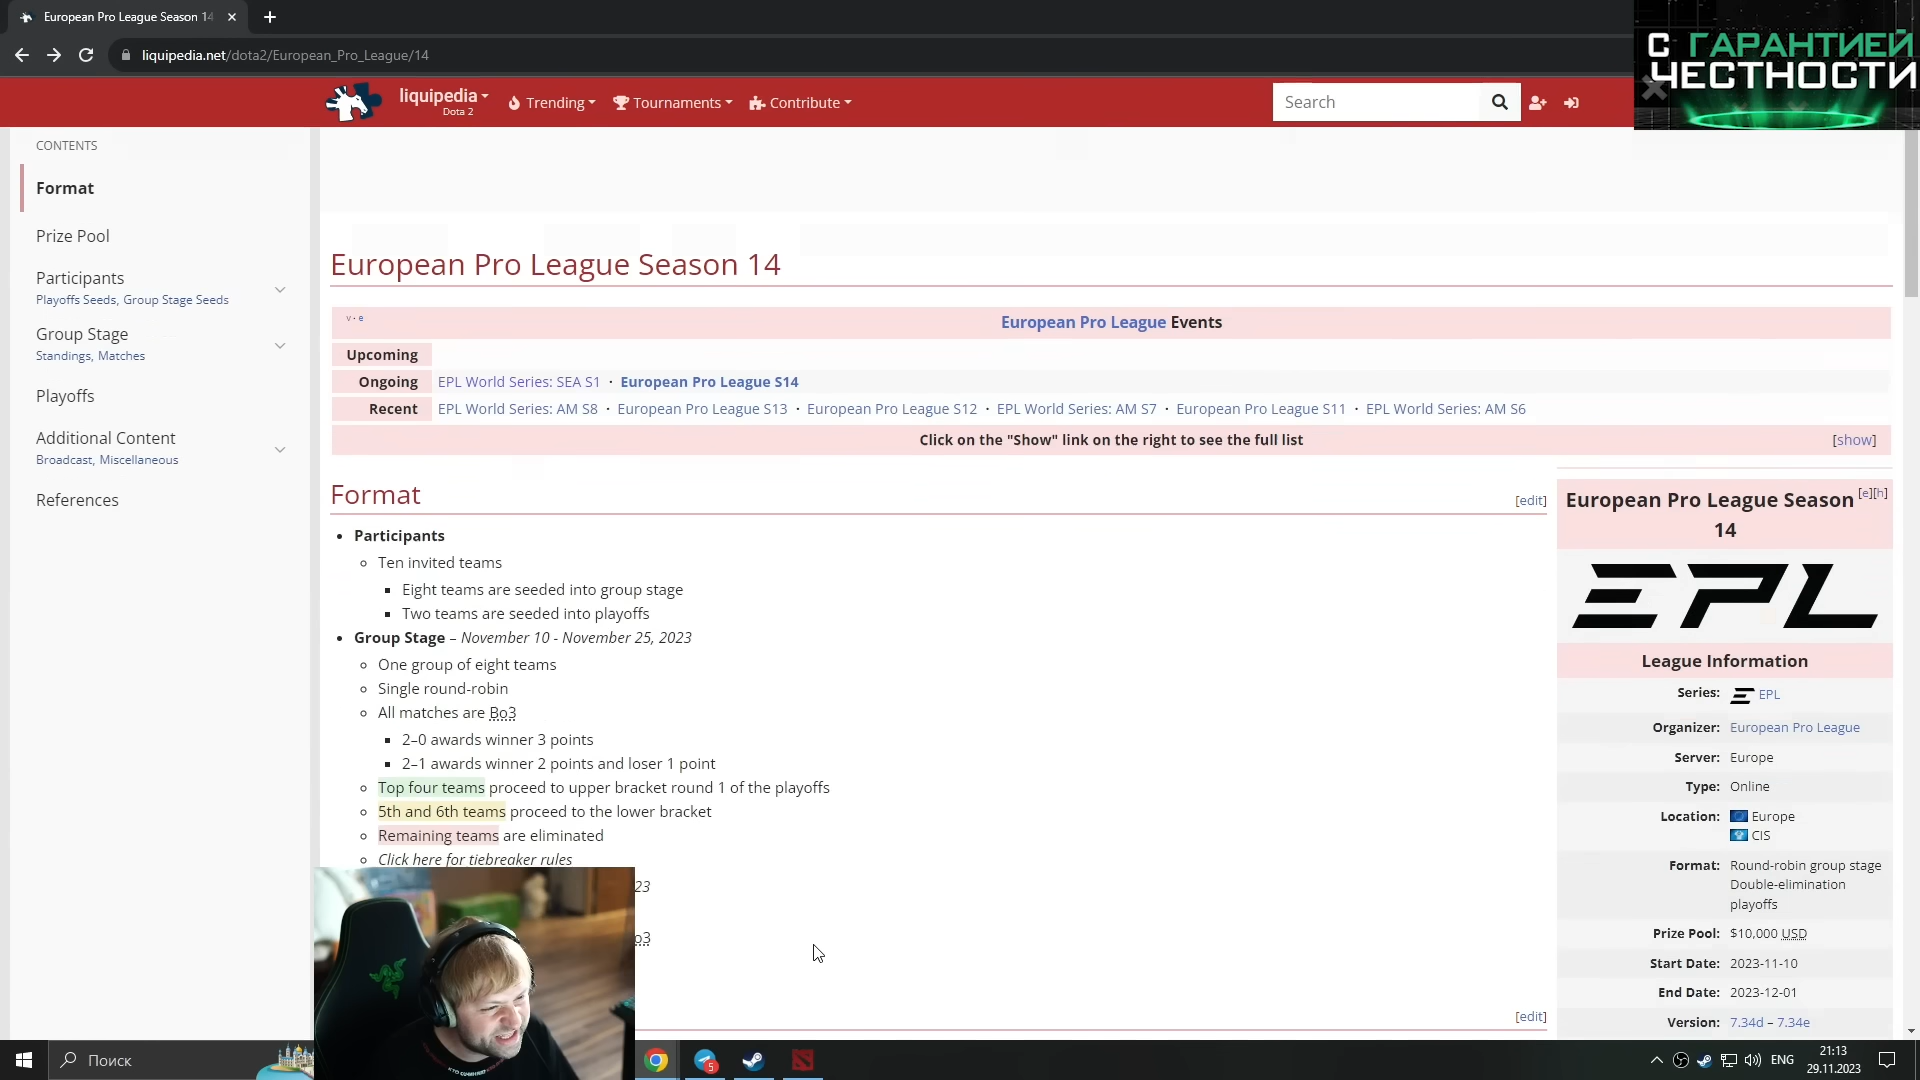 European Pro League Season 14
liquipedia.net/dota2/European_Pro_League/14
С ГАРАНТИЕЙ
ЧЕСТНОСТИ
liquipedia
Dota 2
Trending
Tournaments
Contribute
Search
CONTENTS
Format
Prize Pool
Participants
Playoffs Seeds, Group Stage Seeds
Group Stage
Standings, Matches
Playoffs
Additional Content
Broadcast, Miscellaneous
References
European Pro League Season 14
v · e
European Pro League Events
Upcoming
Ongoing EPL World Series: SEA S1 · European Pro League S14
Recent EPL World Series: AM S8 · European Pro League S13 · European Pro League S12 · EPL World Series: AM S7 · European Pro League S11 · EPL World Series: AM S6
Click on the "Show" link on the right to see the full list [show]
Format [edit]
Participants
Ten invited teams
Eight teams are seeded into group stage
Two teams are seeded into playoffs
Group Stage – November 10 - November 25, 2023
One group of eight teams
Single round-robin
All matches are Bo3
2–0 awards winner 3 points
2–1 awards winner 2 points and loser 1 point
Top four teams proceed to upper bracket round 1 of the playoffs
5th and 6th teams proceed to the lower bracket
Remaining teams are eliminated
Click here for tiebreaker rules
23
o3
[edit]
European Pro League Season [e][h]
14
EPL
League Information
Series: EPL
Organizer: European Pro League
Server: Europe
Type: Online
Location: Europe
CIS
Format: Round-robin group stage
Double-elimination
playoffs
Prize Pool: $10,000 USD
Start Date: 2023-11-10
End Date: 2023-12-01
Version: 7.34d – 7.34e
Поиск
5
ENG
21:13
29.11.2023